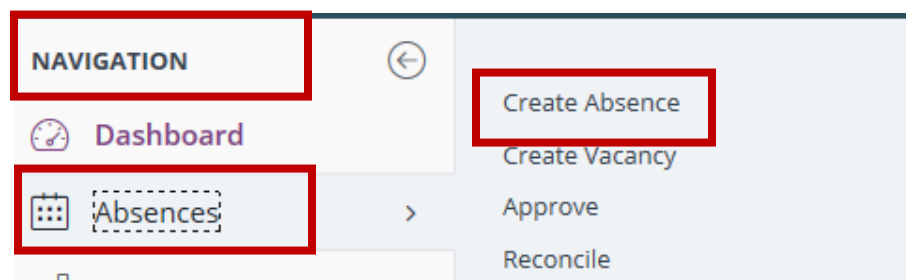 NAVIGATION
Dashboard
Absences
Create Absence
Create Vacancy
Approve
Reconcile